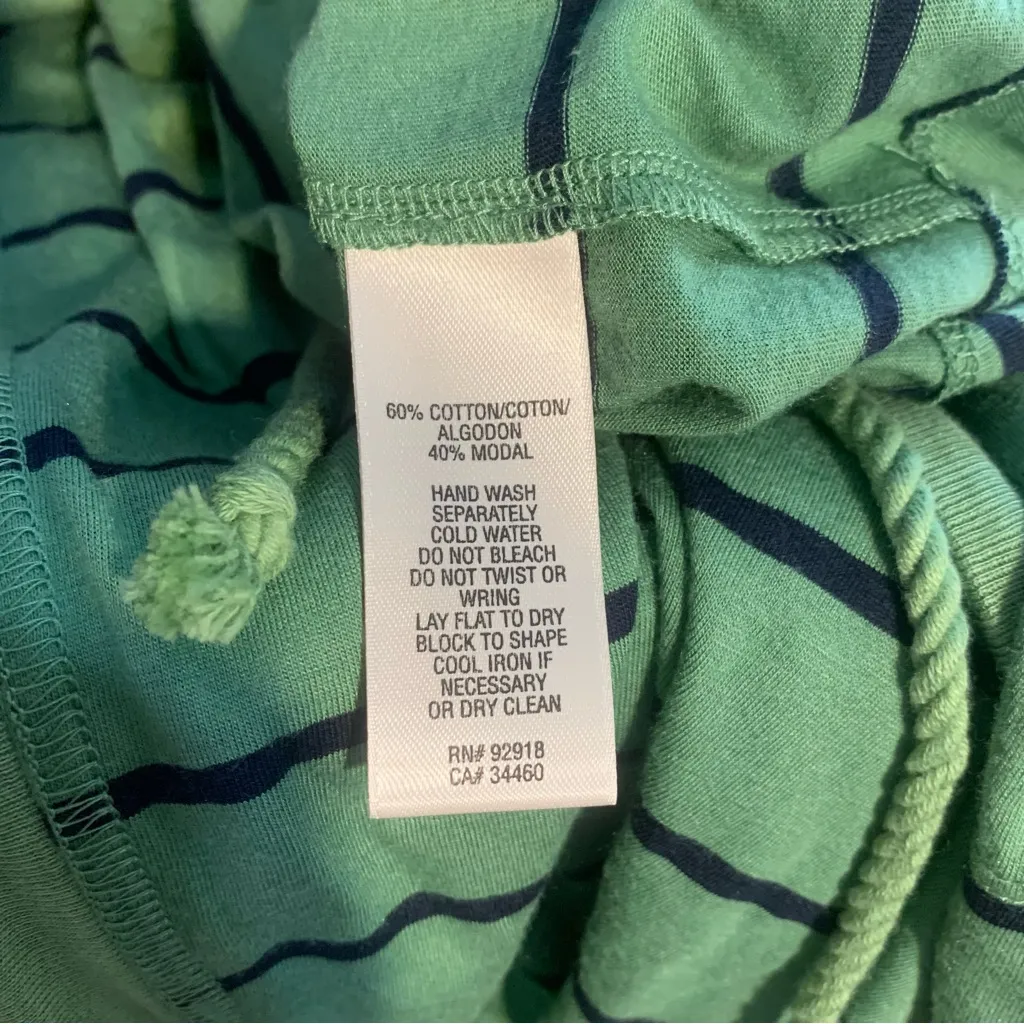 60% COTTON/COTON/
ALGODON
40% MODAL
HAND WASH
SEPARATELY
COLD WATER
DO NOT BLEACH
DO NOT TWIST OR
WRING
LAY FLAT TO DRY
BLOCK TO SHAPE
COOL IRON IF
NECESSARY
OR DRY CLEAN
RN# 92918
CA# 34460